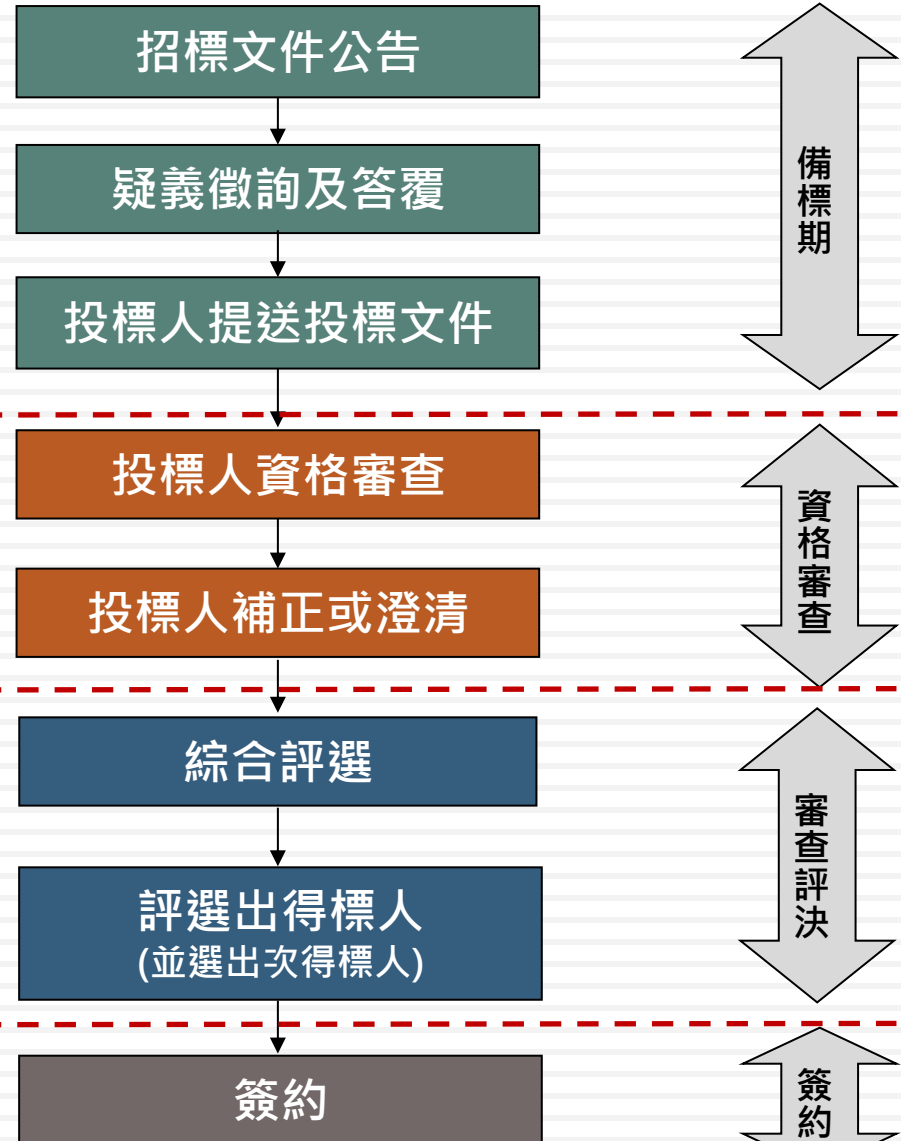 招標文件公告
疑義徵詢及答覆
投標人提送投標文件
備標期
投標人資格審查
投標人補正或澄清
資格審查
綜合評選
評選出得標人
(並選出次得標人)
審查評決
簽約
簽約